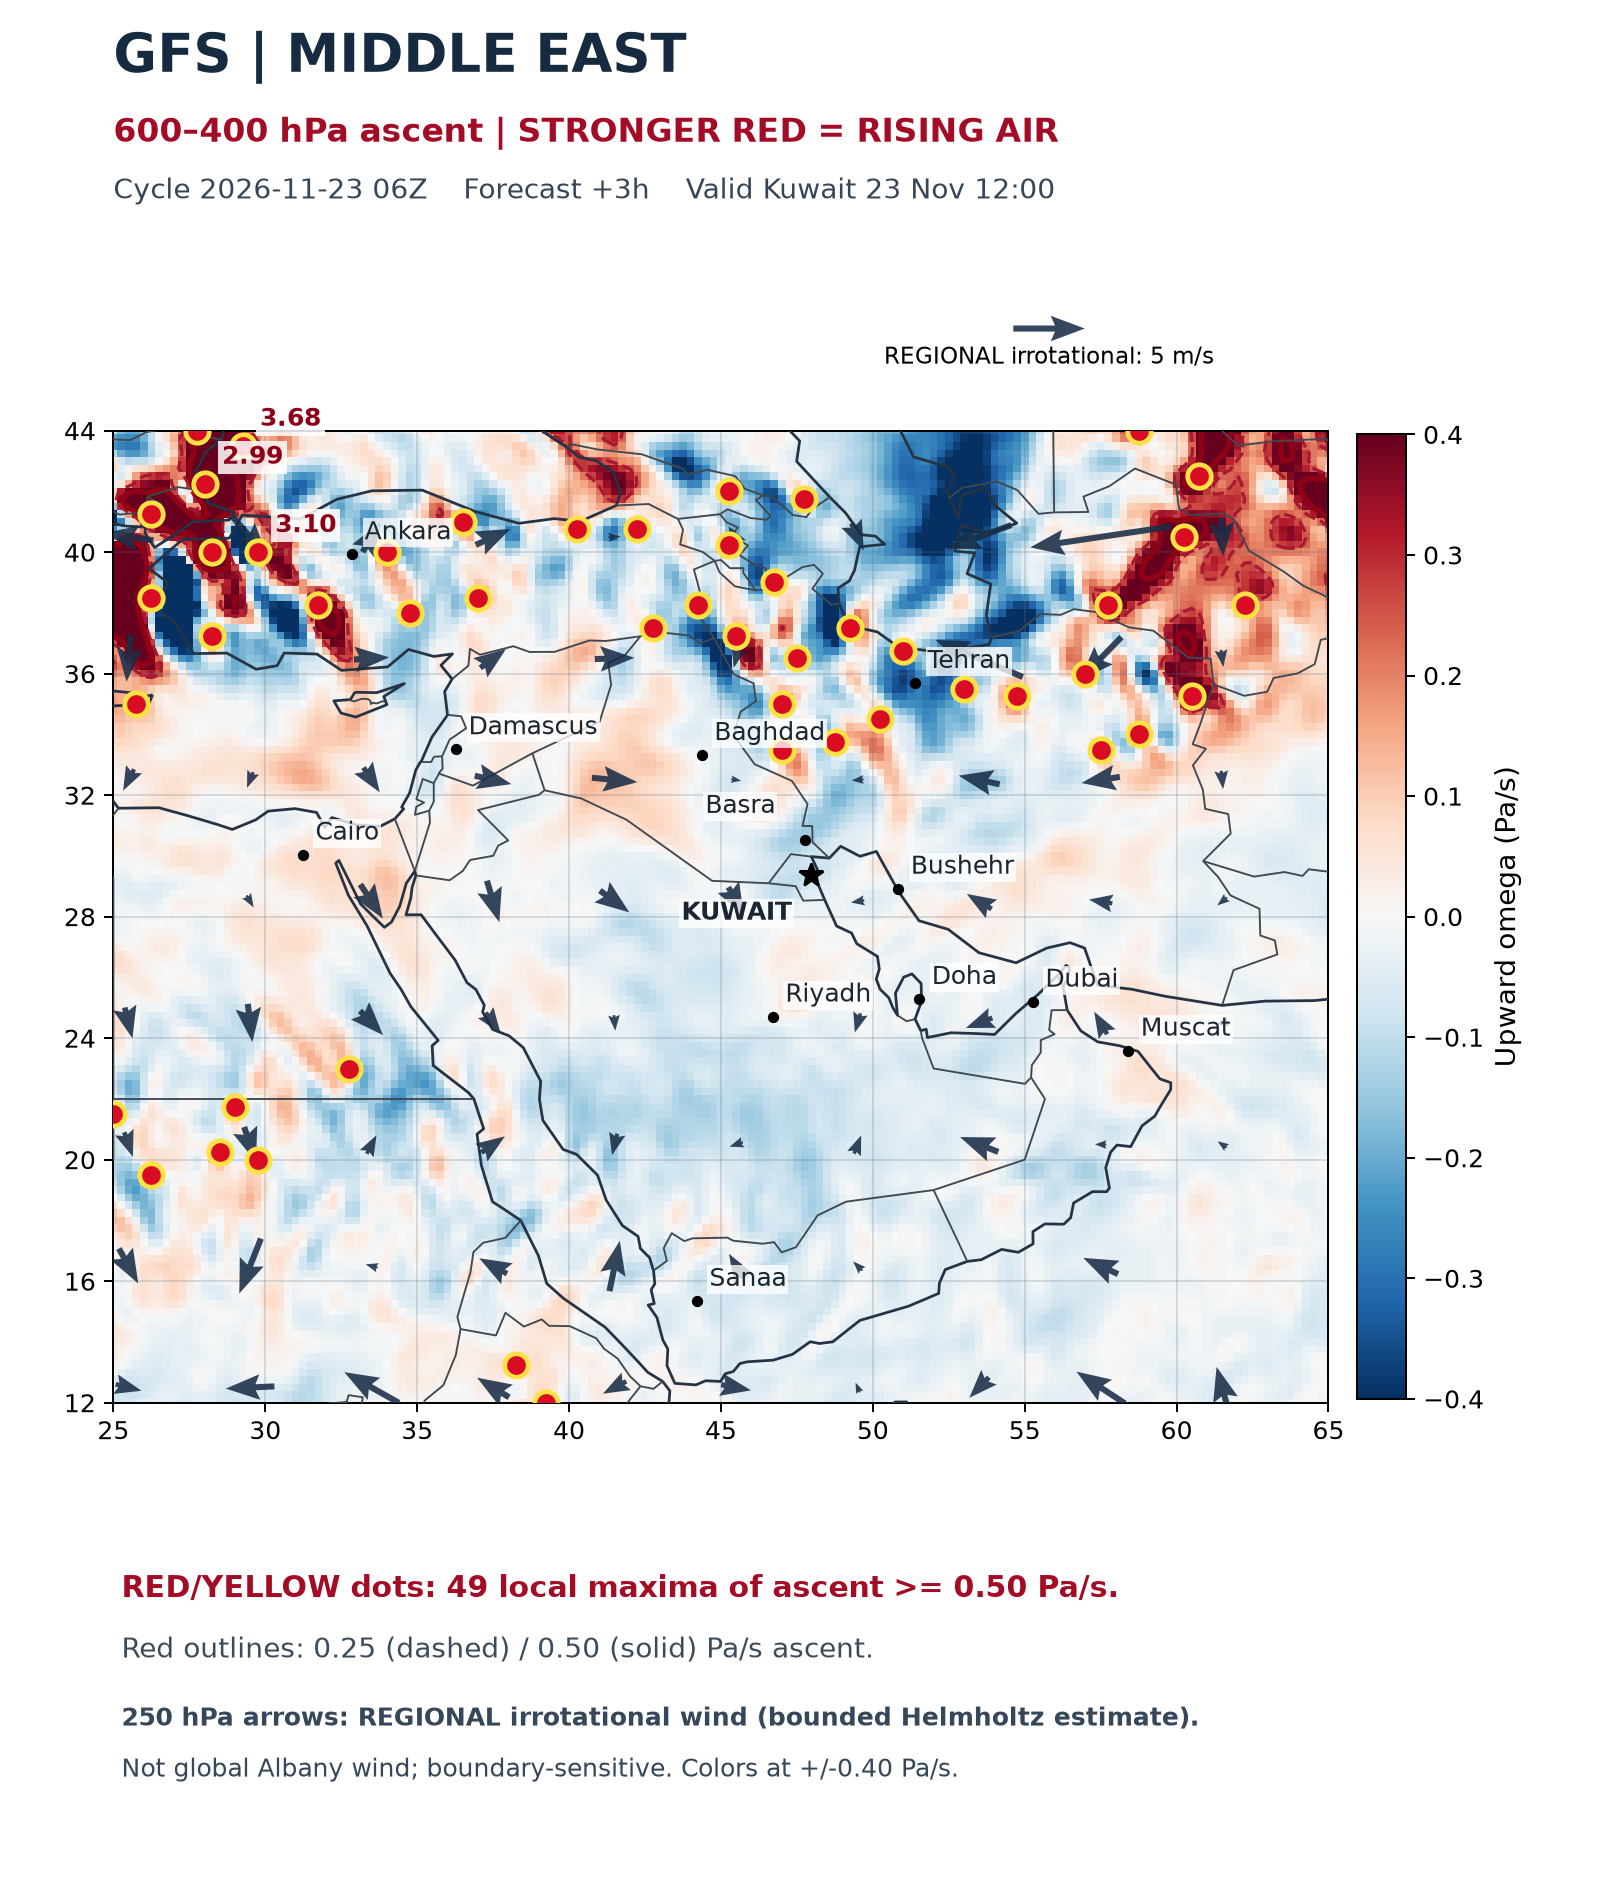 GFS | MIDDLE EAST
600–400 hPa ascent | STRONGER RED = RISING AIR
Cycle 2026-11-23 06Z    Forecast +3h    Valid Kuwait 23 Nov 12:00
REGIONAL irrotational: 5 m/s
3.68
2.99
3.10
Ankara
Tehran
Damascus
Baghdad
Basra
Cairo
Bushehr
KUWAIT
Riyadh
Doha
Dubai
Muscat
Sanaa
44
40
36
32
28
24
20
16
12
25
30
35
40
45
50
55
60
65
0.4
0.3
0.2
0.1
0.0
−0.1
−0.2
−0.3
−0.4
Upward omega (Pa/s)
RED/YELLOW dots: 49 local maxima of ascent >= 0.50 Pa/s.
Red outlines: 0.25 (dashed) / 0.50 (solid) Pa/s ascent.
250 hPa arrows: REGIONAL irrotational wind (bounded Helmholtz estimate).
Not global Albany wind; boundary-sensitive. Colors at +/-0.40 Pa/s.